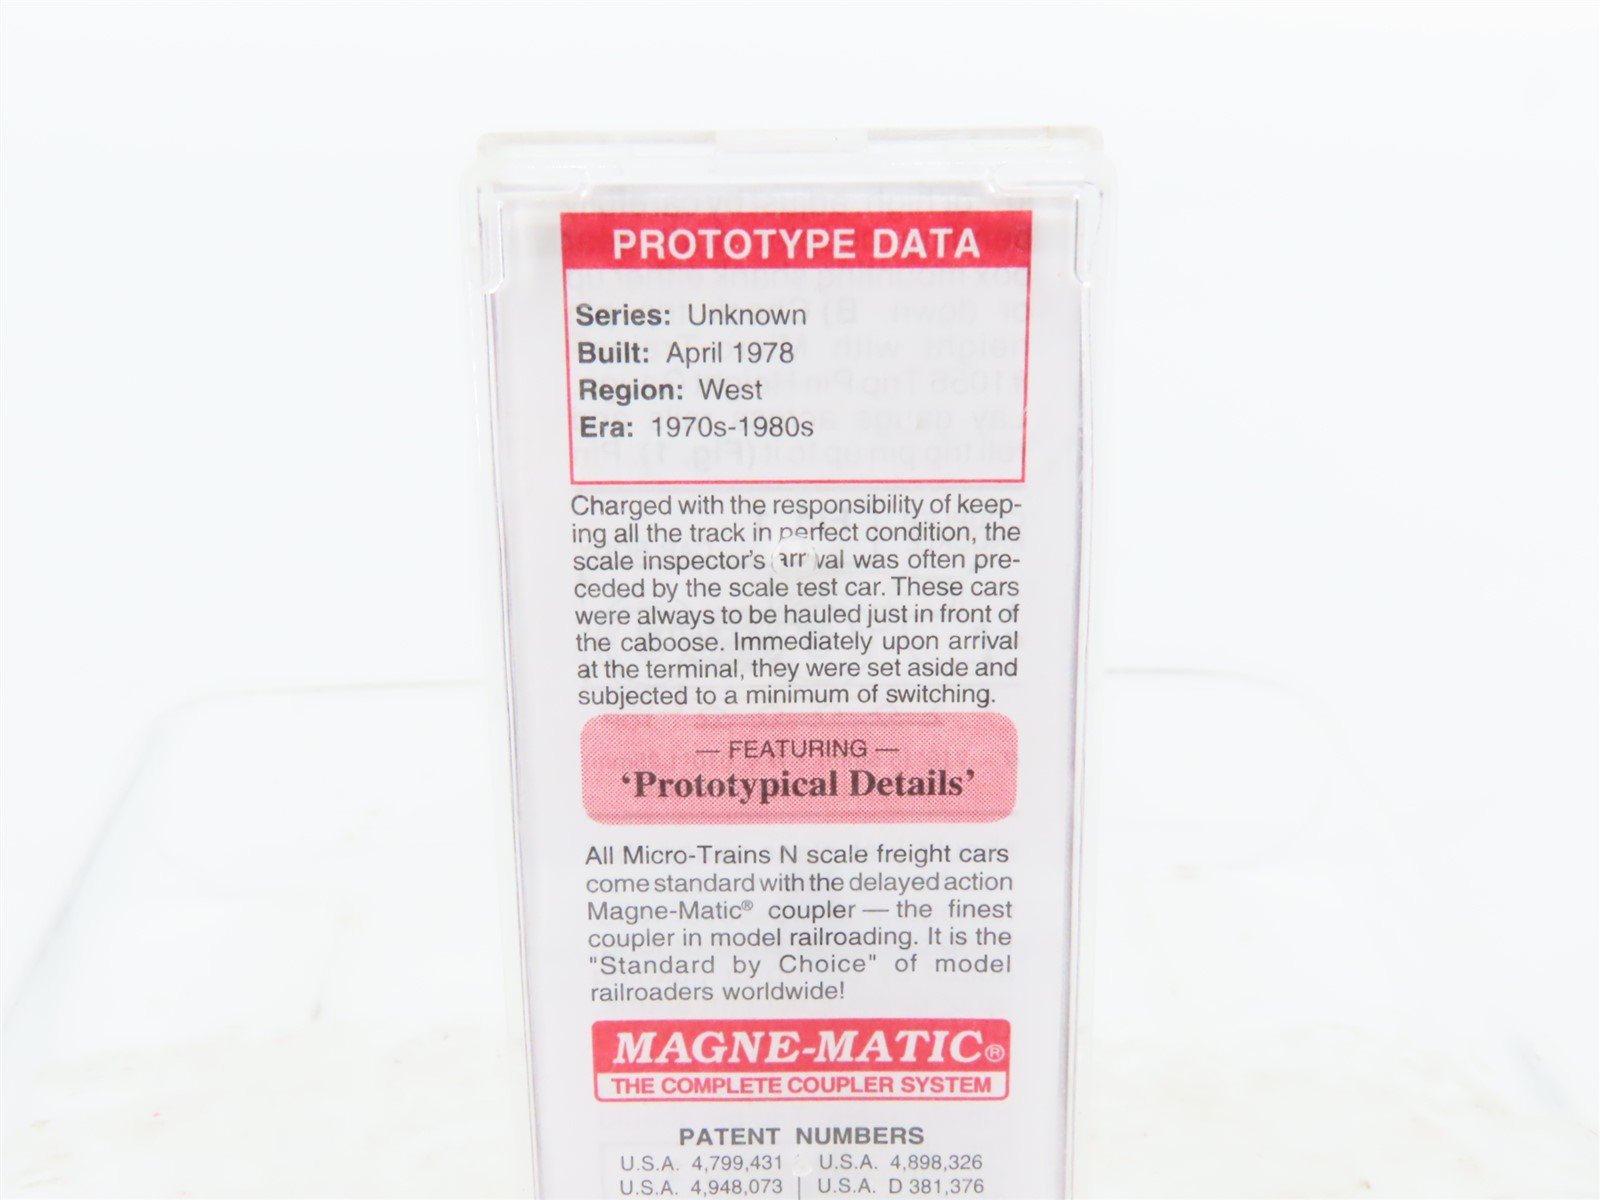 PROTOTYPE DATA
Series: Unknown
Built: April 1978
Region: West
Era: 1970s-1980s
Charged with the responsibility of keep-
ing all the track in perfect condition, the
scale inspector's arrival was often pre-
ceded by the scale test car. These cars
were always to be hauled just in front of
the caboose. Immediately upon arrival
at the terminal, they were set aside and
subjected to a minimum of switching.
— FEATURING —
'Prototypical Details'
All Micro-Trains N scale freight cars
come standard with the delayed action
Magne-Matic® coupler — the finest
coupler in model railroading. It is the
"Standard by Choice" of model
railroaders worldwide!
MAGNE-MATIC®
THE COMPLETE COUPLER SYSTEM
PATENT NUMBERS
U.S.A. 4,799,431 U.S.A. 4,898,326
U.S.A. 4,948,073 U.S.A. D 381,376